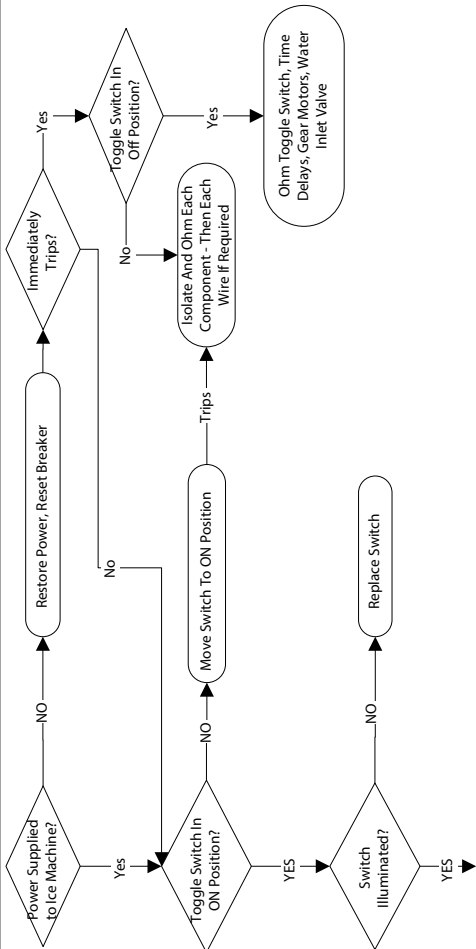 Power Supplied
to Ice Machine?
NO
Restore Power, Reset Breaker
Immediately
Trips?
Yes
Toggle Switch In
Off Position?
Yes
Ohm Toggle Switch, Time
Delays, Gear Motors, Water
Inlet Valve
No
Isolate And Ohm Each
Component - Then Each
Wire If Required
No
Yes
Toggle Switch In
ON Position?
NO
Move Switch To ON Position
Trips
YES
Switch
Illuminated?
NO
Replace Switch
YES